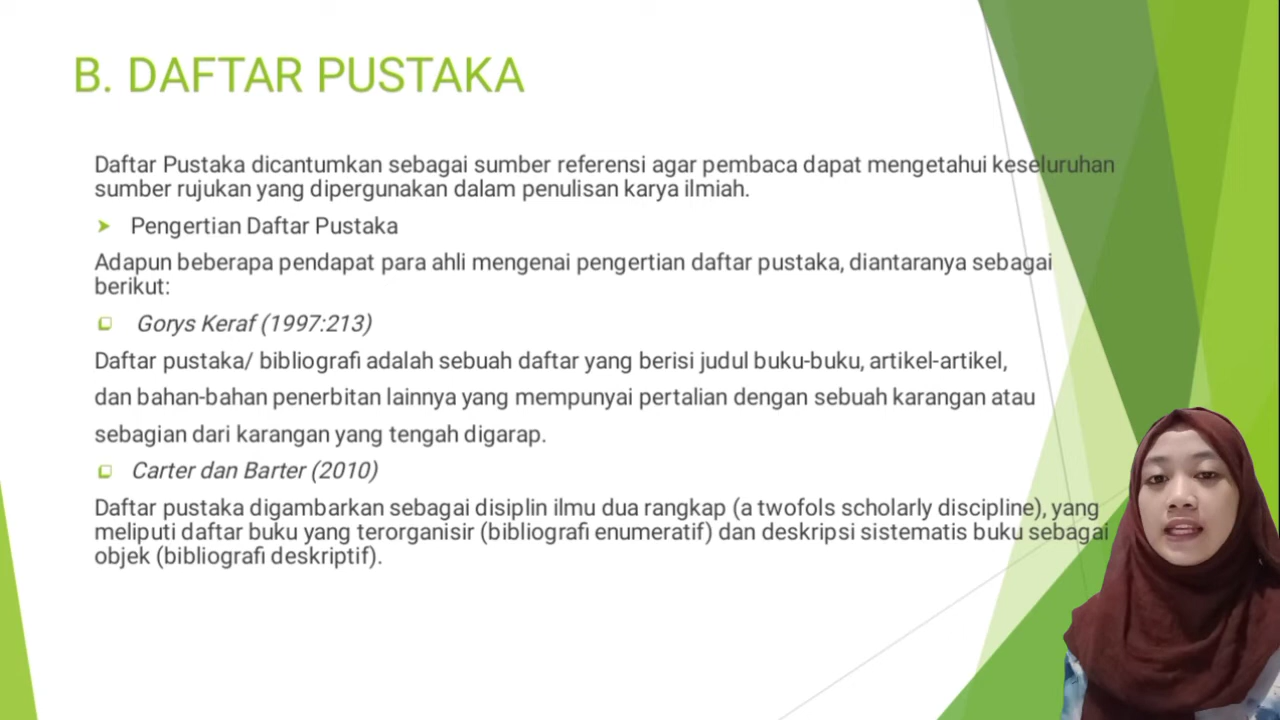 B. DAFTAR PUSTAKA
Daftar Pustaka dicantumkan sebagai sumber referensi agar pembaca dapat mengetahui keseluruhan
sumber rujukan yang dipergunakan dalam penulisan karya ilmiah.
Pengertian Daftar Pustaka
Adapun beberapa pendapat para ahli mengenai pengertian daftar pustaka, diantaranya sebagai
berikut:
Gorys Keraf (1997:213)
Daftar pustaka/ bibliografi adalah sebuah daftar yang berisi judul buku-buku, artikel-artikel,
dan bahan-bahan penerbitan lainnya yang mempunyai pertalian dengan sebuah karangan atau
sebagian dari karangan yang tengah digarap.
Carter dan Barter (2010)
Daftar pustaka digambarkan sebagai disiplin ilmu dua rangkap (a twofols scholarly discipline), yang
meliputi daftar buku yang terorganisir (bibliografi enumeratif) dan deskripsi sistematis buku sebagai
objek (bibliografi deskriptif).